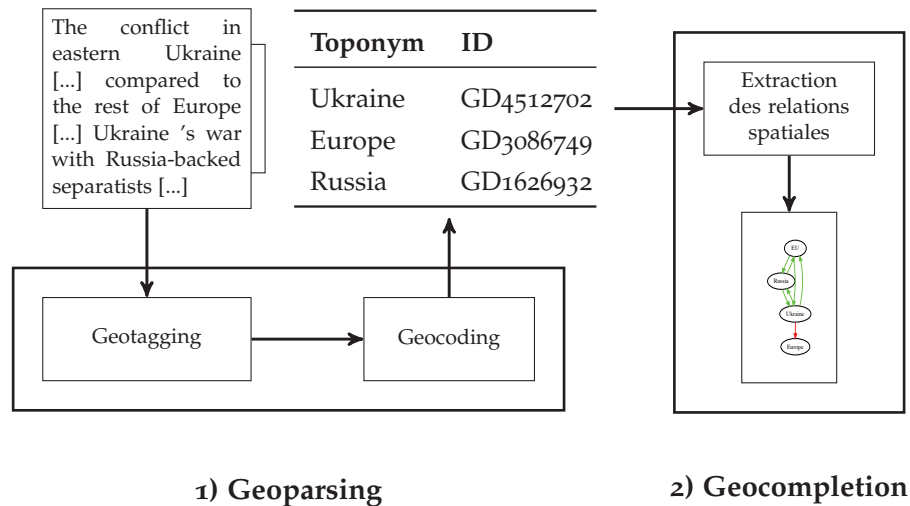 The conflict in
eastern Ukraine
[...] compared to
the rest of Europe
[...] Ukraine 's war
with Russia-backed
separatists [...]
Toponym ID
Ukraine GD4512702
Europe GD3086749
Russia GD1626932
Extraction
des relations
spatiales
EU
Russia
Ukraine
Europe
Geotagging
Geocoding
1) Geoparsing
2) Geocompletion